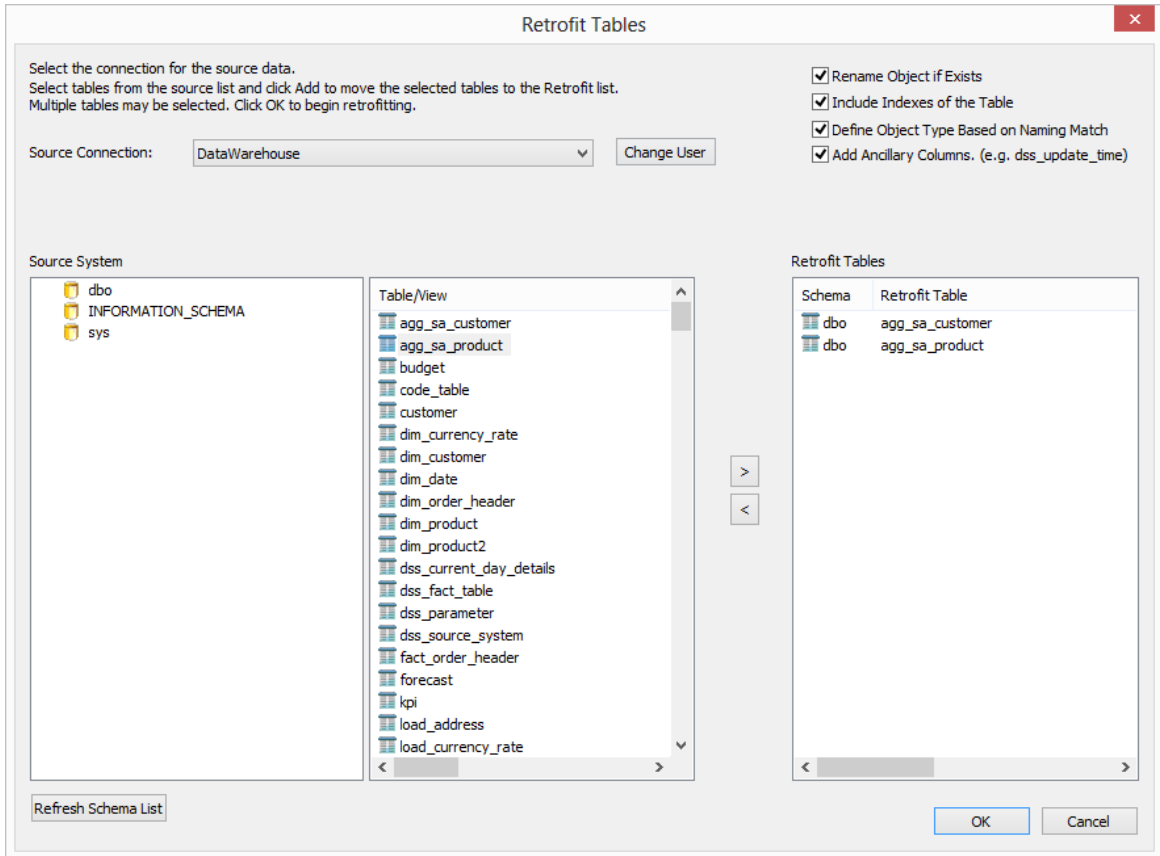 Retrofit Tables
Select the connection for the source data.
Select tables from the source list and click Add to move the selected tables to the Retrofit list.
Multiple tables may be selected. Click OK to begin retrofitting.
Rename Object if Exists
Include Indexes of the Table
Define Object Type Based on Naming Match
Add Ancillary Columns. (e.g. dss_update_time)
Source Connection:
DataWarehouse
Change User
Source System
dbo
INFORMATION_SCHEMA
sys
Table/View
agg_sa_customer
agg_sa_product
budget
code_table
customer
dim_currency_rate
dim_customer
dim_date
dim_order_header
dim_product
dim_product2
dss_current_day_details
dss_fact_table
dss_parameter
dss_source_system
fact_order_header
forecast
kpi
load_address
load_currency_rate
>
<
Retrofit Tables
Schema Retrofit Table
dbo agg_sa_customer
dbo agg_sa_product
Refresh Schema List
OK
Cancel